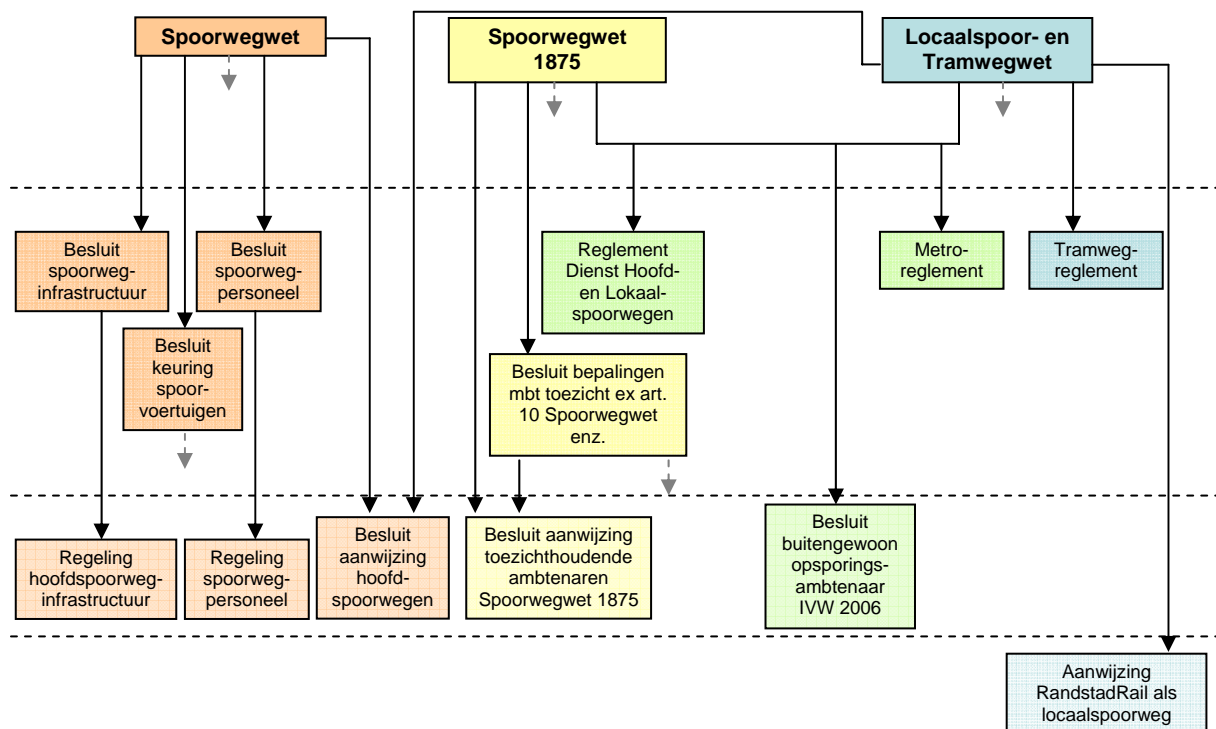 Spoorwegwet
Spoorwegwet
1875
Locaalspoor- en
Tramwegwet
Besluit
spoorweg-
infrastructuur
Besluit
spoorweg-
personeel
Reglement
Dienst Hoofd-
en Lokaal-
spoorwegen
Metro-
reglement
Tramweg-
reglement
Besluit
keuring
spoor-
voertuigen
Besluit bepalingen
mbt toezicht ex art.
10 Spoorwegwet
enz.
Regeling
hoofdspoorweg-
infrastructuur
Regeling
spoorweg-
personeel
Besluit
aanwijzing
hoofd-
spoorwegen
Besluit aanwijzing
toezichthoudende
ambtenaren
Spoorwegwet 1875
Besluit
buitengewoon
opsporings-
ambtenaar
IVW 2006
Aanwijzing
RandstadRail als
locaalspoorweg